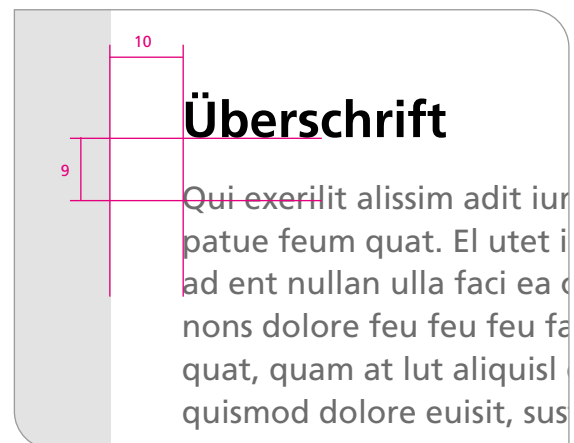 10
Überschrift
9
Qui exerilit alissim adit iur
patue feum quat. El utet i
ad ent nullan ulla faci ea
nons dolore feu feu feu fa
quat, quam at lut aliquisl
quismod dolore euisit, sus